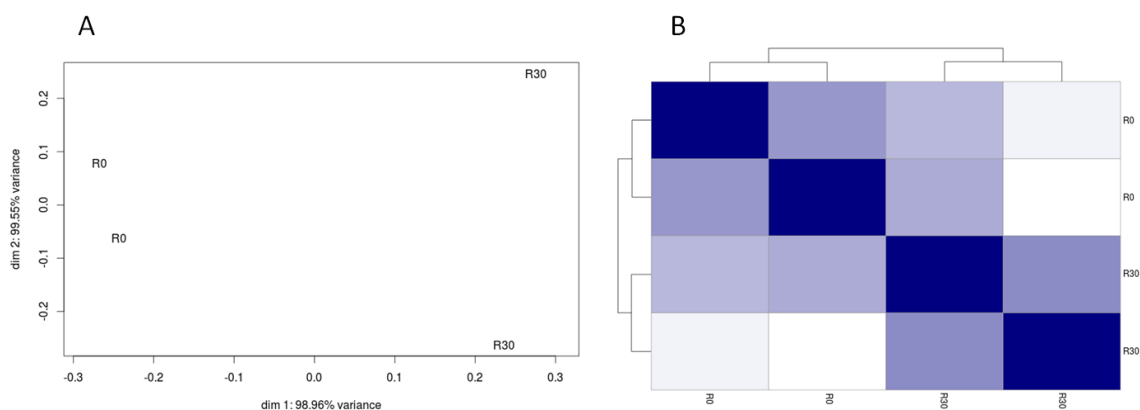 A
R30
R0
R0
R30
0.2
0.1
0.0
-0.1
-0.2
dim 2: 99.55% variance
-0.3
-0.2
-0.1
0.0
0.1
0.2
0.3
dim 1: 98.96% variance
B
R0
R0
R30
R30
R0
R0
R30
R30